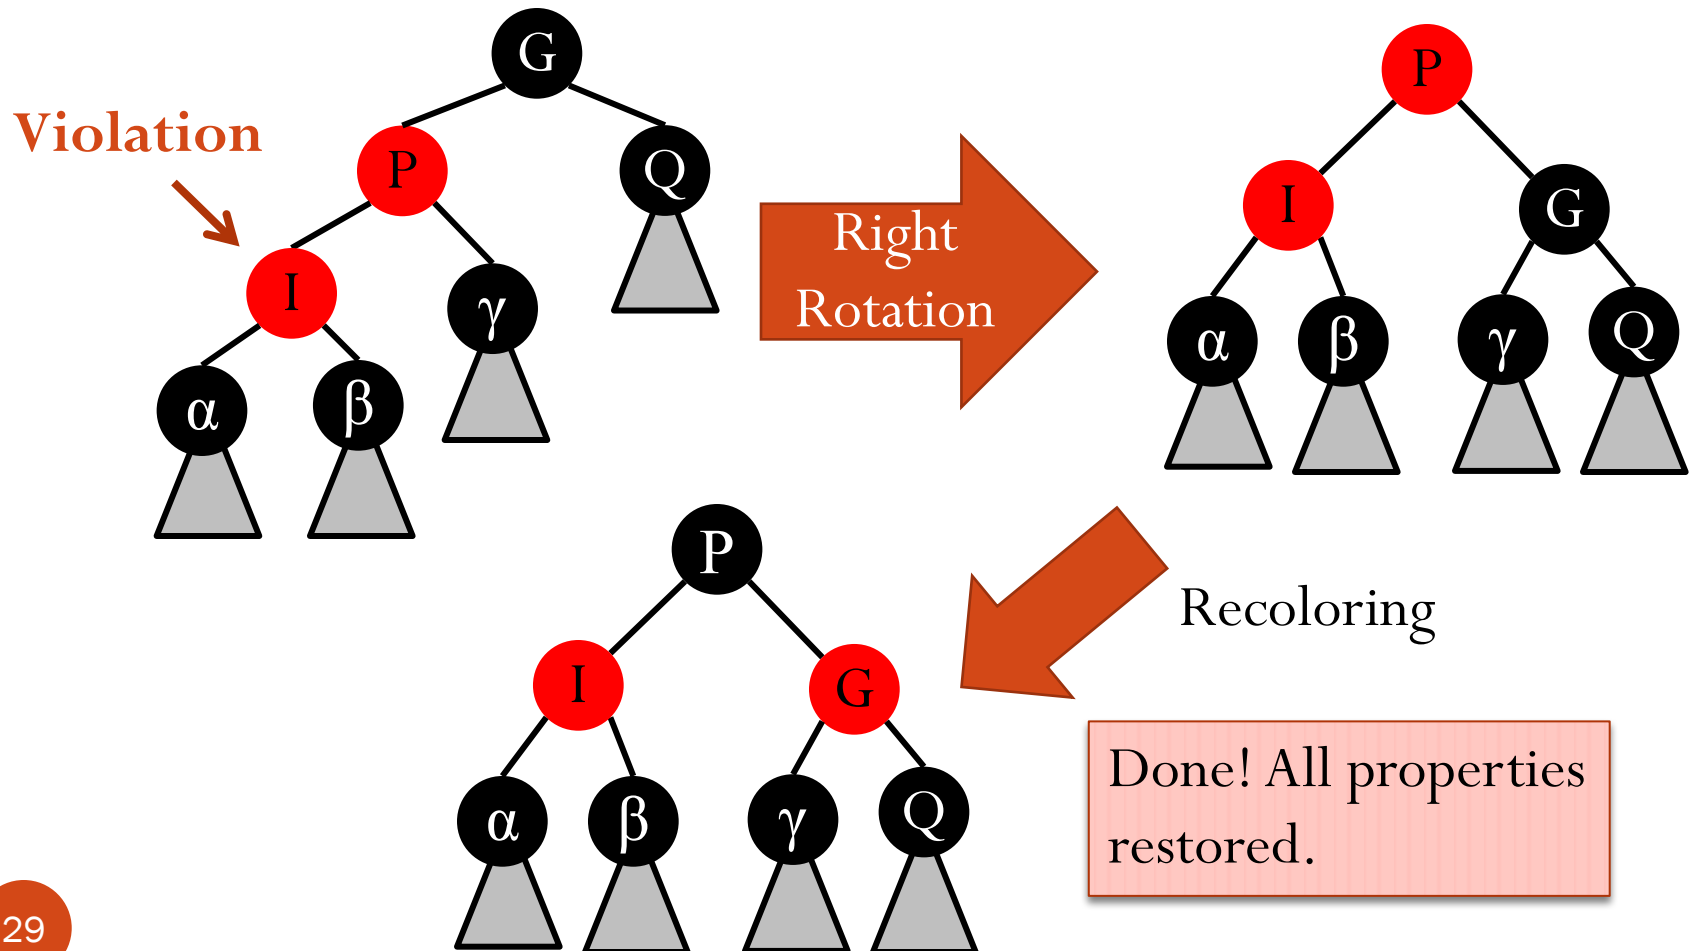 G
Violation
P
Q
I
γ
α
β
Right
Rotation
P
I
G
α
β
γ
Q
P
Recoloring
I
G
α
β
γ
Q
Done! All properties
restored.
29